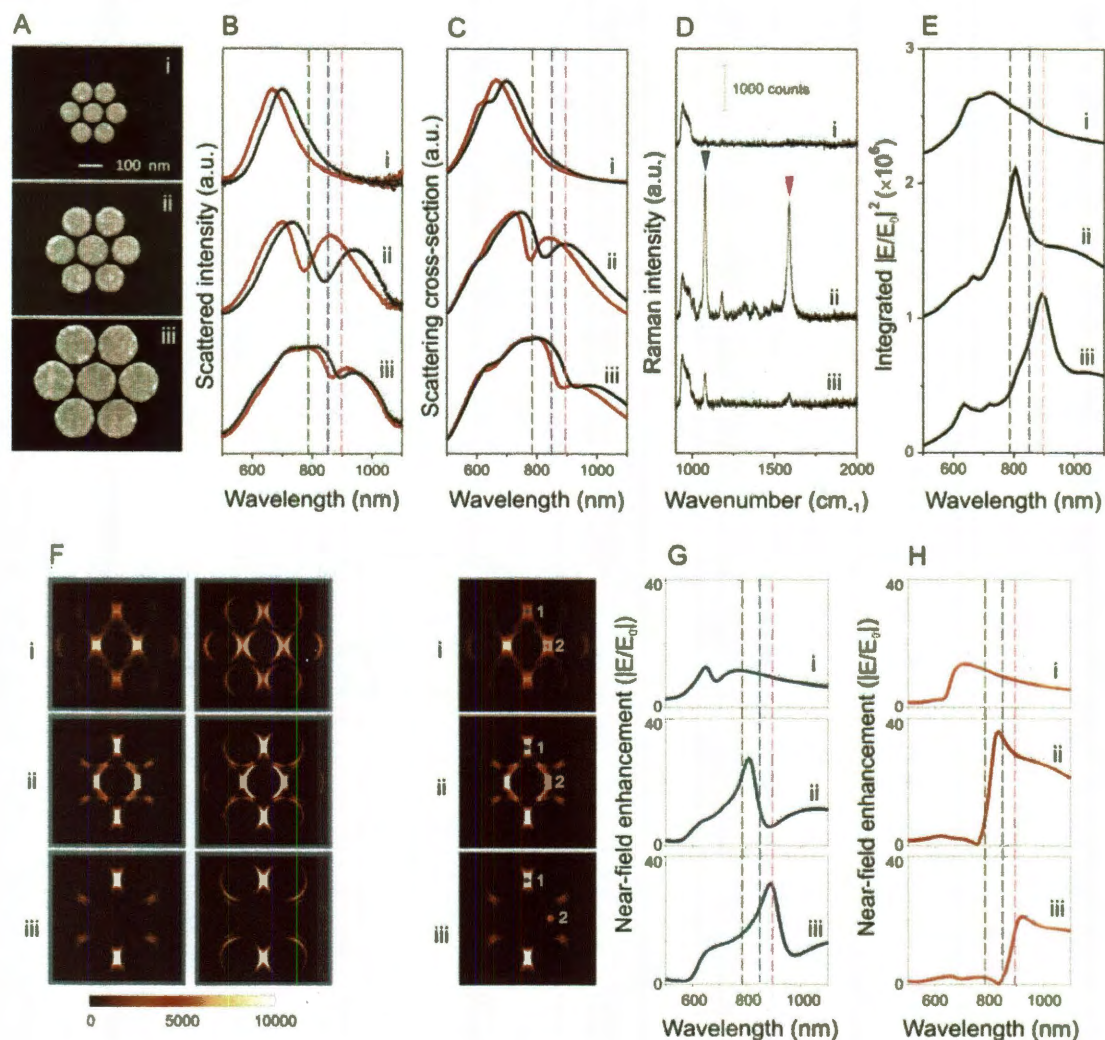 A
B
C
D
E
i
100 nm
ii
iii
Scattered intensity (a.u.)
i
ii
iii
600 800 1000
Wavelength (nm)
Scattering cross-section (a.u.)
i
ii
iii
600 800 1000
Wavelength (nm)
Raman intensity (a.u.)
1000 counts
i
ii
iii
1000 1500 2000
Wavenumber (cm-1)
Integrated |E/E0|2 (×106)
3
2
1
0
i
ii
iii
600 800 1000
Wavelength (nm)
F
G
H
i
ii
iii
0 5000 10000
i
1
2
ii
1
2
iii
1
2
Near-field enhancement (|E/E0|)
40
0
i
40
0
ii
40
0
iii
600 800 1000
Wavelength (nm)
Near-field enhancement (|E/E0|)
40
0
i
40
0
ii
40
0
iii
600 800 1000
Wavelength (nm)